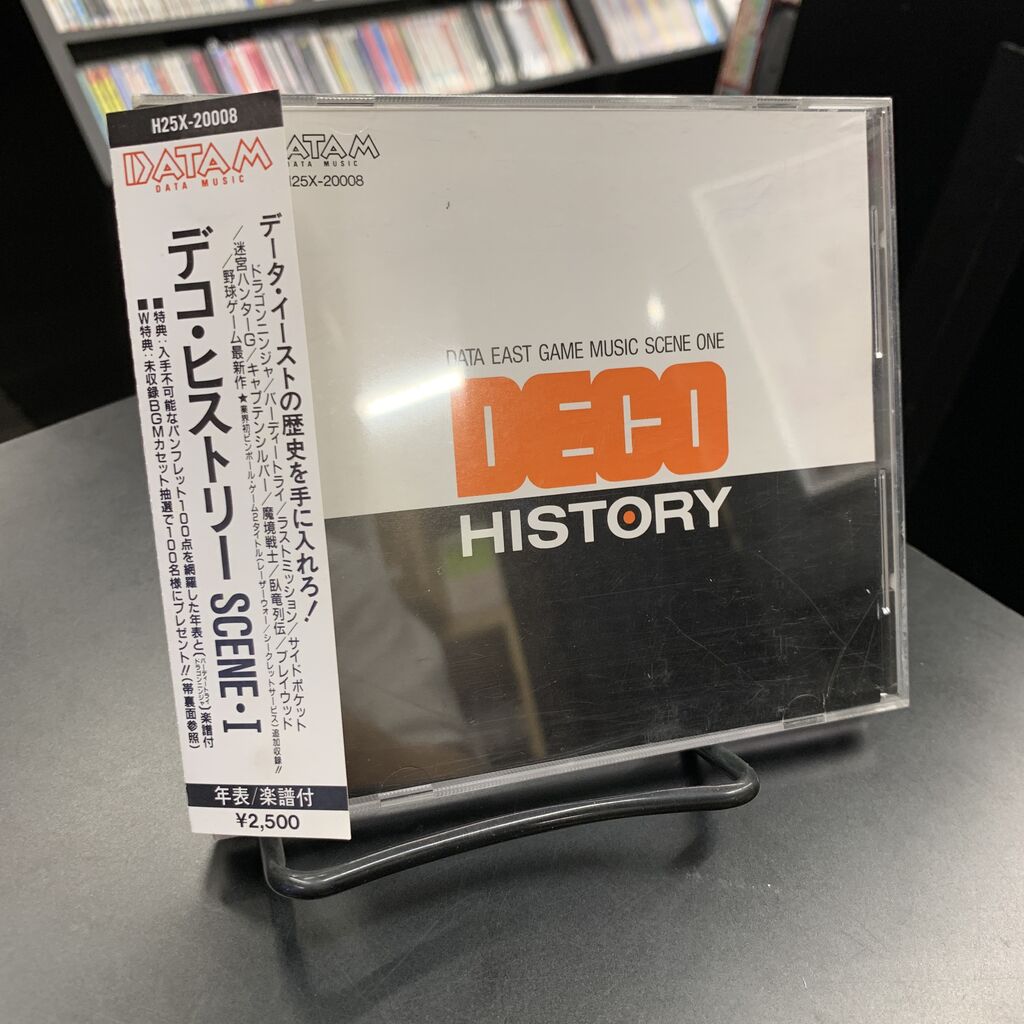 H25X-20008
DATAM
DATA MUSIC
データ・イーストの歴史を手に入れろ!
ドラゴンニンジャ/バーディートライ/ラストミッション/サイドポケット
/迷宮ハンターG/キャプテンシルバー/魔境戦士/臥竜列伝/ブレイウッド
/野球ゲーム最新作★業界初ピンボール・ゲーム2タイトル(レーザーウォー/シークレットサービス)追加収録!!
デコ・ヒストリー SCENE・I
■特典:入手不可能なパンフレット100点を網羅した年表と(バーディートライ ドラゴンニンジャ)楽譜付
■W特典:未収録BGMカセット抽選で100名様にプレゼント!!(帯裏面参照)
年表/楽譜付
¥2,500
ATAM
DATA MUSIC
H25X-20008
DATA EAST GAME MUSIC SCENE ONE
DECO
HISTORY